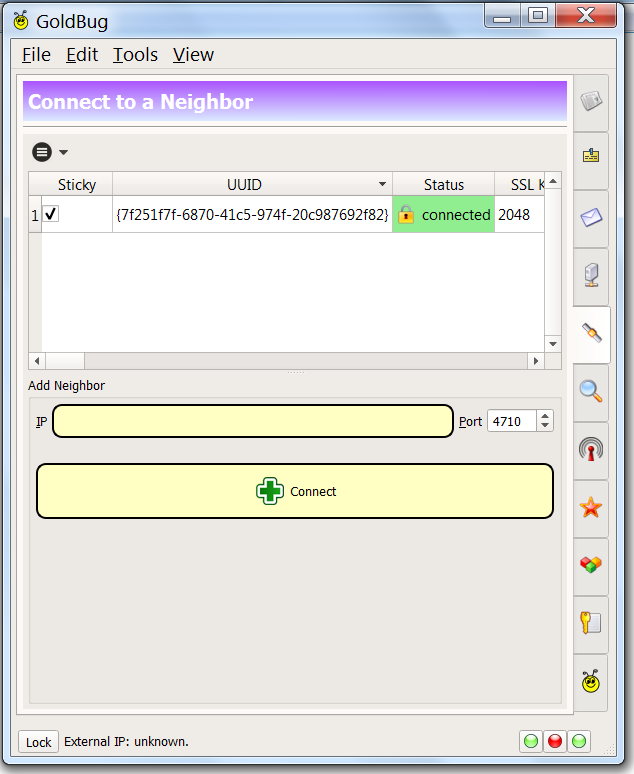 GoldBug
File Edit Tools View
Connect to a Neighbor
Sticky UUID Status SSL K
1 {7f251f7f-6870-41c5-974f-20c987692f82} connected 2048
Add Neighbor
IP Port 4710
Connect
Lock External IP: unknown.